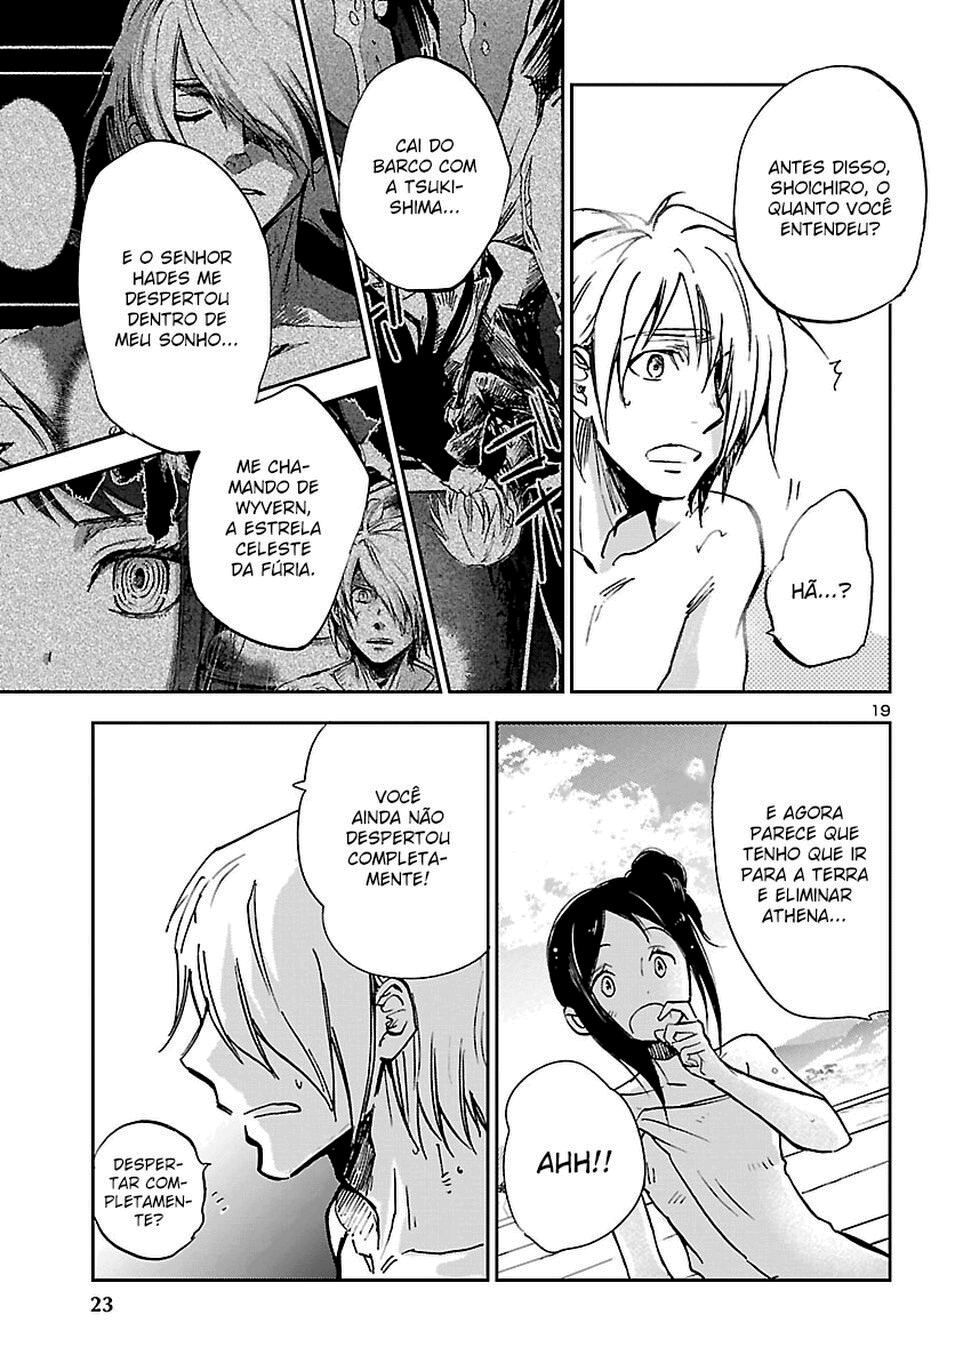 ANTES DISSO,
SHOICHIRO, O
QUANTO VOCÊ
ENTENDEU?
HÃ...?
CAI DO
BARCO COM
A TSUKI-
SHIMA...
E O SENHOR
HADES ME
DESPERTOU
DENTRO DE
MEU SONHO...
ME CHA-
MANDO DE
WYVERN,
A ESTRELA
CELESTE
DA FÚRIA.
19
E AGORA
PARECE QUE
TENHO QUE IR
PARA A TERRA
E ELIMINAR
ATHENA...
AHH!!
VOCÊ
AINDA NÃO
DESPERTOU
COMPLETA-
MENTE!
DESPER-
TAR COM-
PLETAMEN-
TE?
23